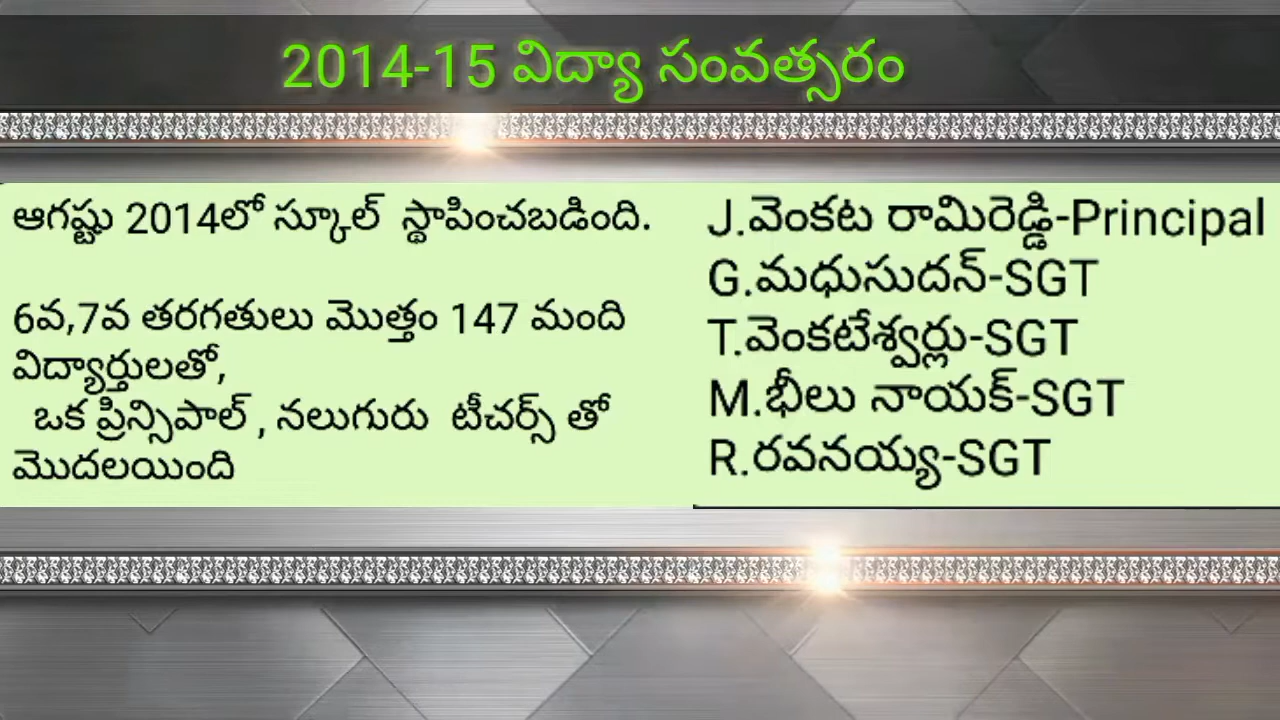 2014-15 విద్యా సంవత్సరం
ఆగష్టు 2014లో స్కూల్ స్థాపించబడింది.
6వ,7వ తరగతులు మొత్తం 147 మంది
విద్యార్తులతో,
ఒక ప్రిన్సిపాల్ , నలుగురు టీచర్స్ తో
మొదలయింది
J.వెంకట రామిరెడ్డి-Principal
G.మధుసుదన్-SGT
T.వెంకటేశ్వర్లు-SGT
M.భీలు నాయక్-SGT
R.రవనయ్య-SGT